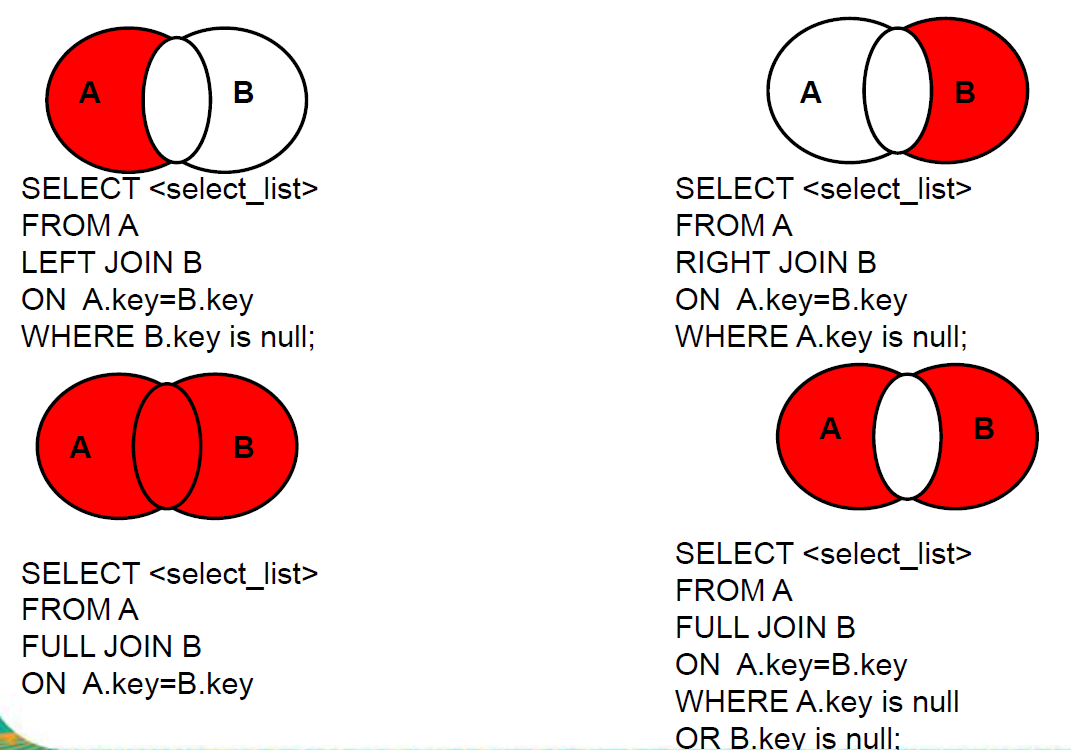 A B
SELECT <select_list>
FROM A
LEFT JOIN B
ON A.key=B.key
WHERE B.key is null;
A B
SELECT <select_list>
FROM A
RIGHT JOIN B
ON A.key=B.key
WHERE A.key is null;
A B
SELECT <select_list>
FROM A
FULL JOIN B
ON A.key=B.key
A B
SELECT <select_list>
FROM A
FULL JOIN B
ON A.key=B.key
WHERE A.key is null
OR B.key is null;